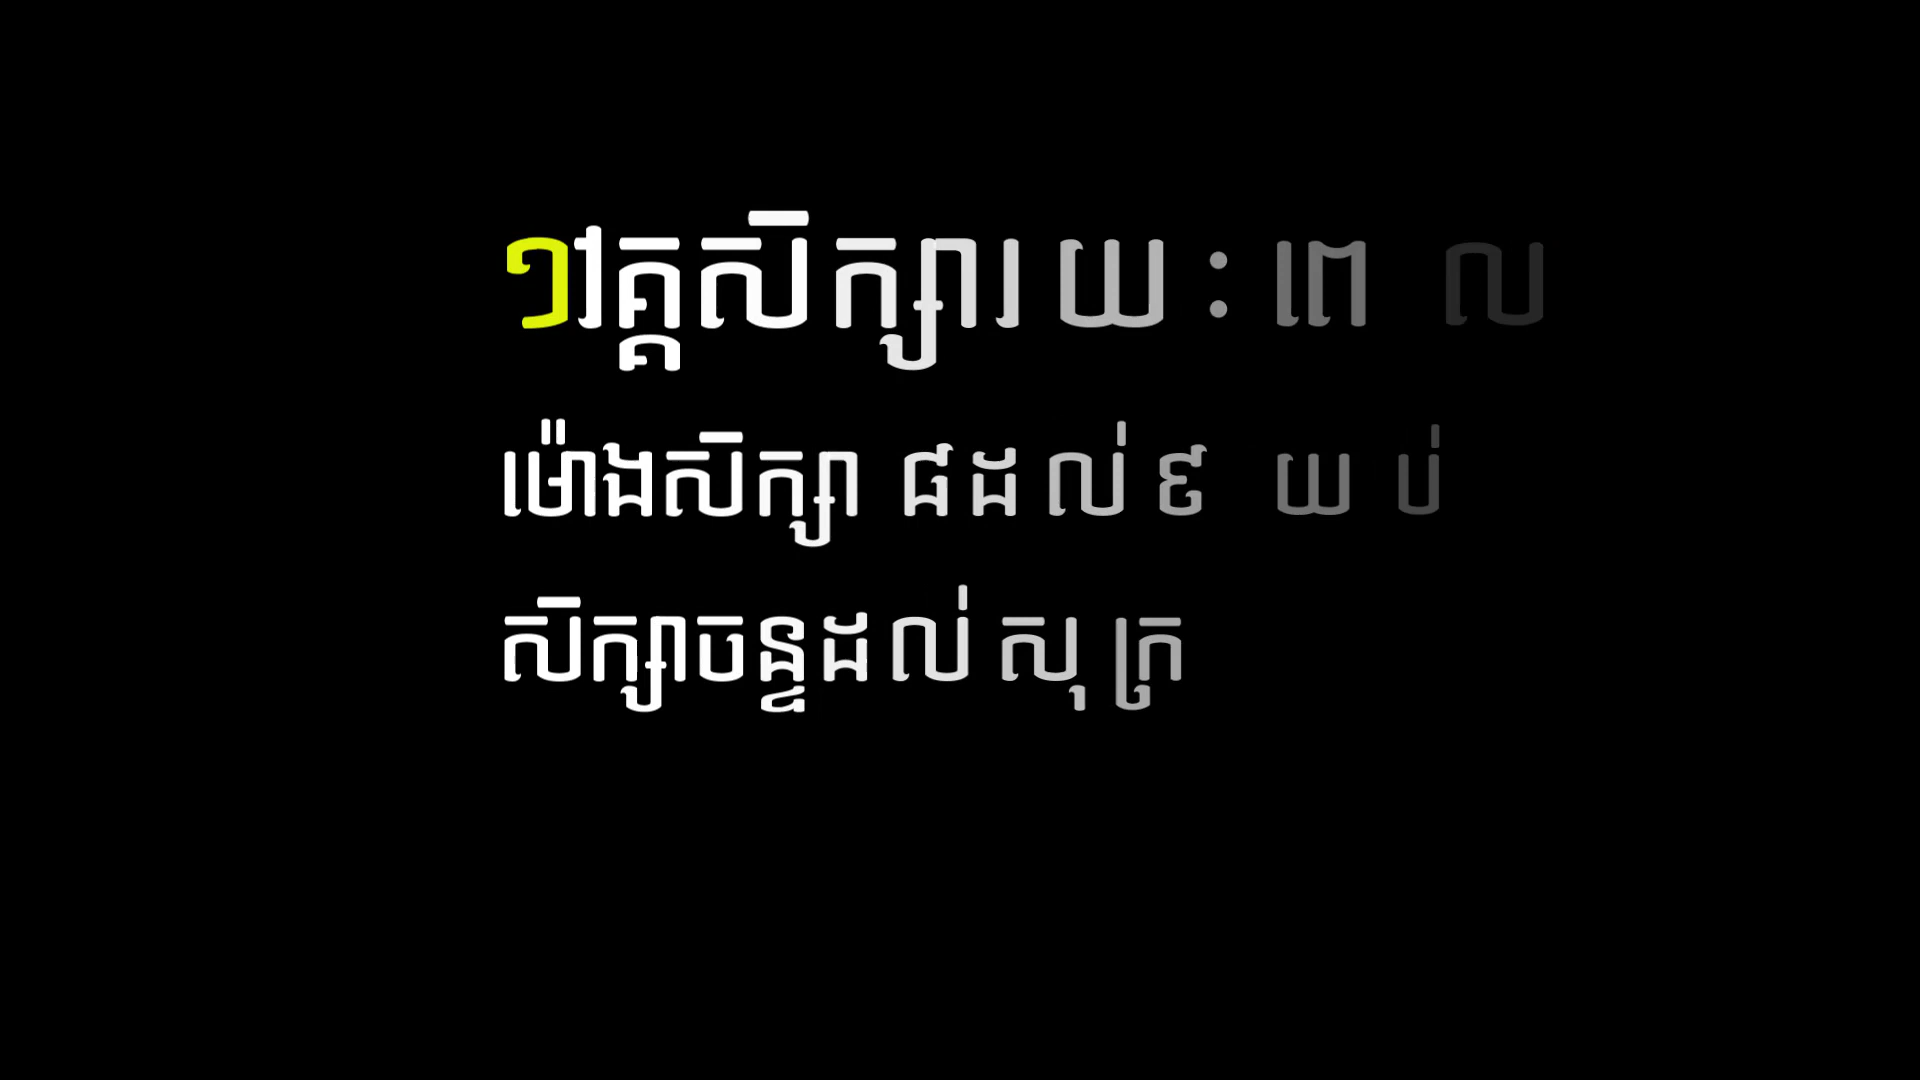 ១វគ្គសិក្សារយៈពេល
ម៉ោងសិក្សា ៨ដល់៩ យប់
សិក្សាចន្ទដល់សុក្រ